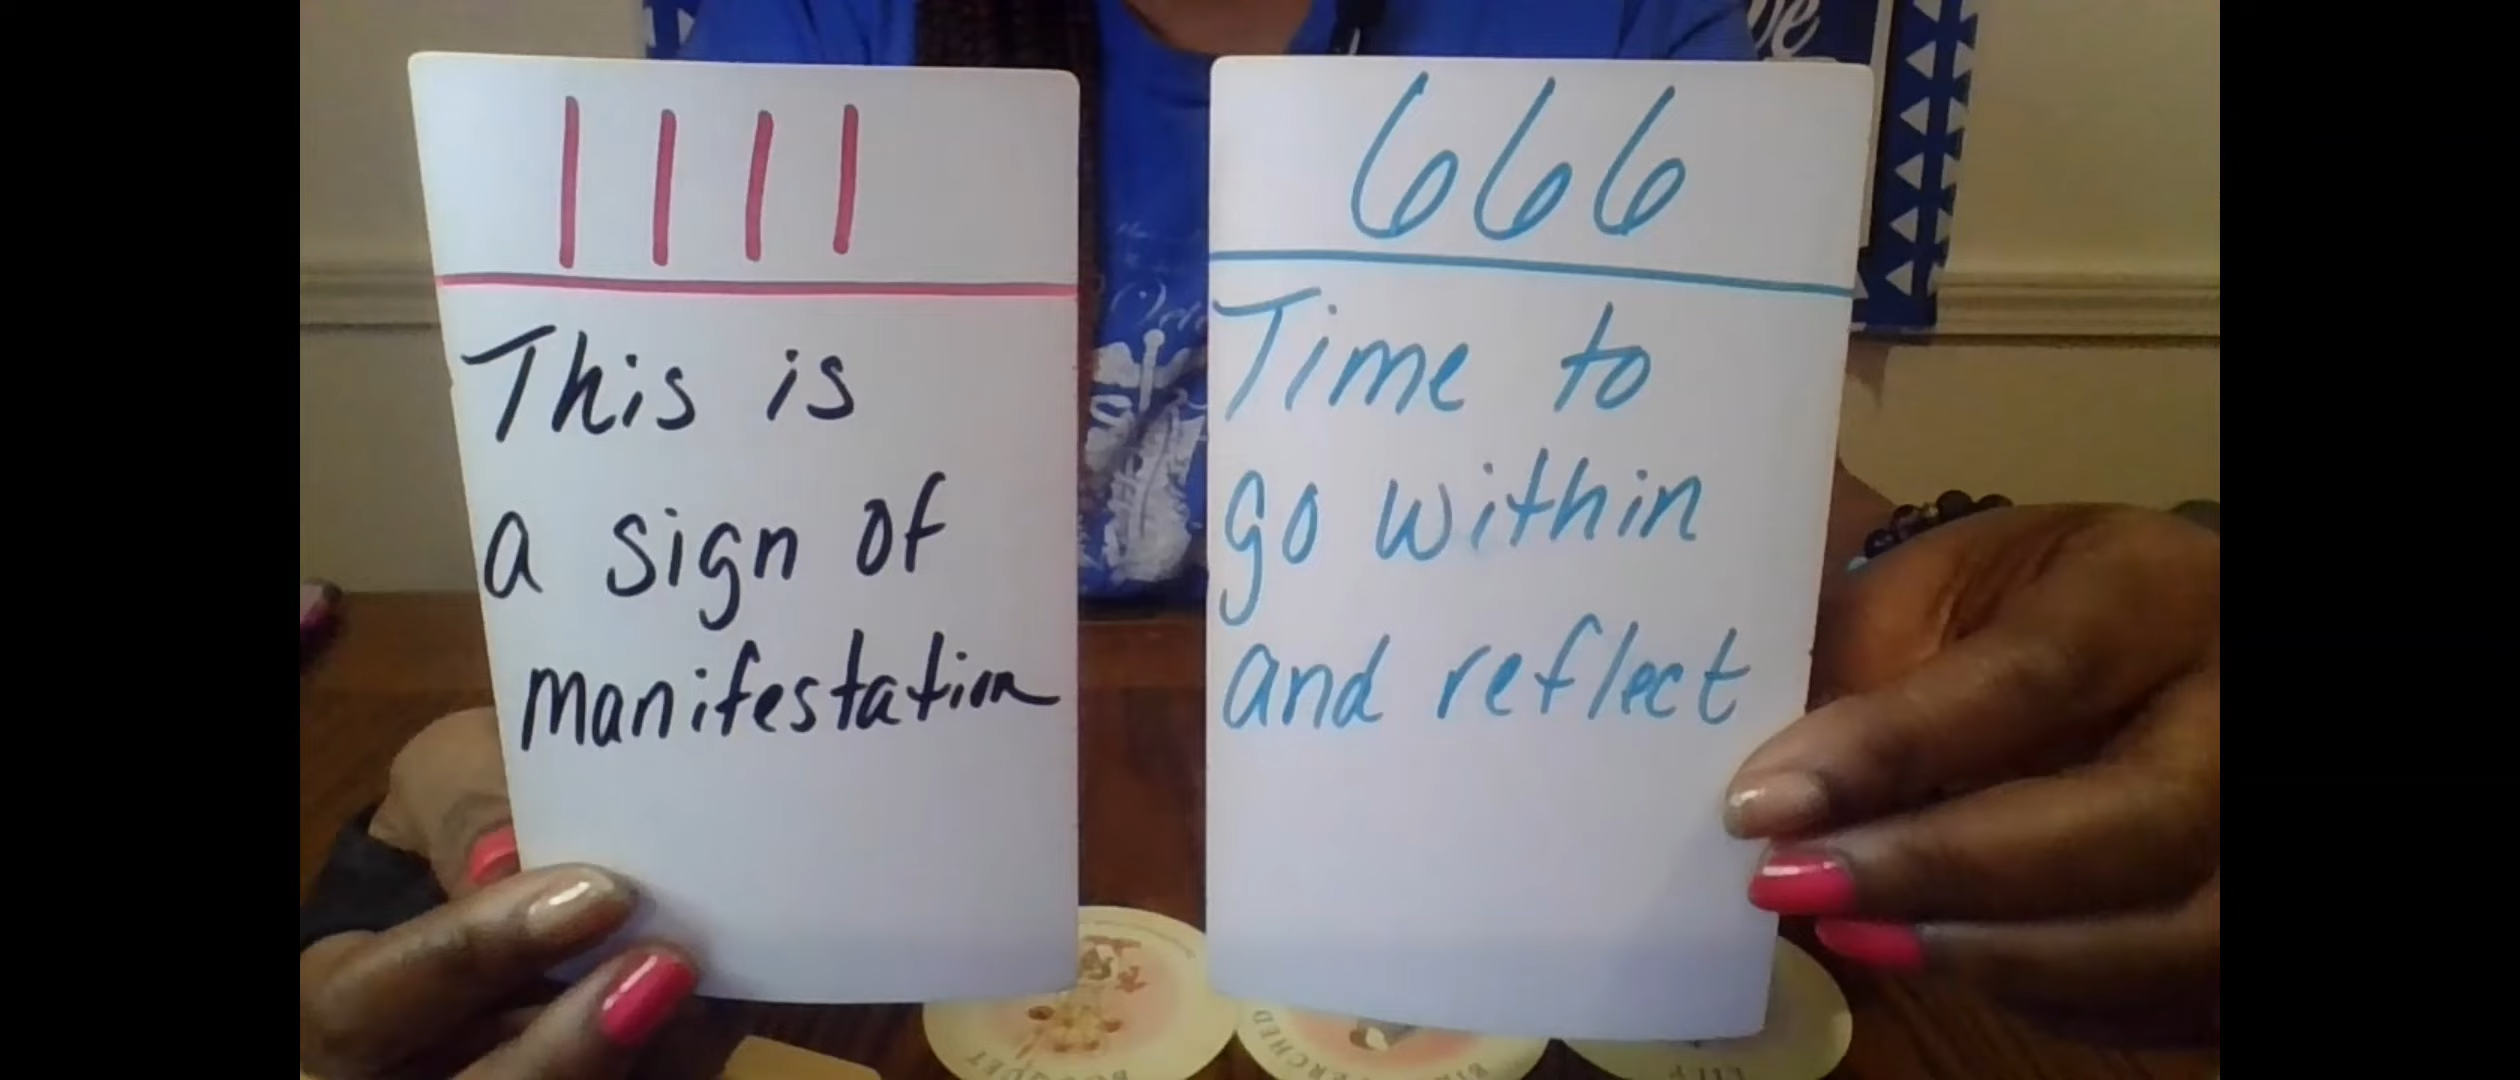 1111
This is
a sign of
manifestation
666
Time to
go within
and reflect